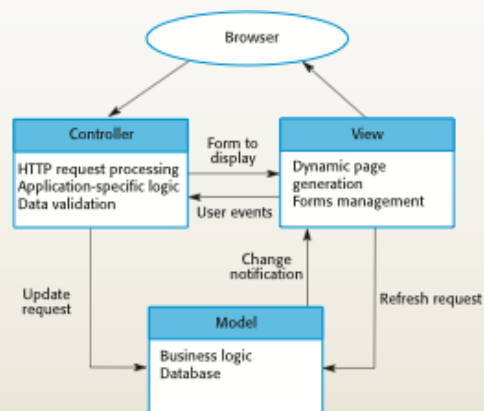 Browser
Controller
HTTP request processing
Application-specific logic
Data validation
Form to
display
User events
View
Dynamic page
generation
Forms management
Update
request
Change
notification
Refresh request
Model
Business logic
Database